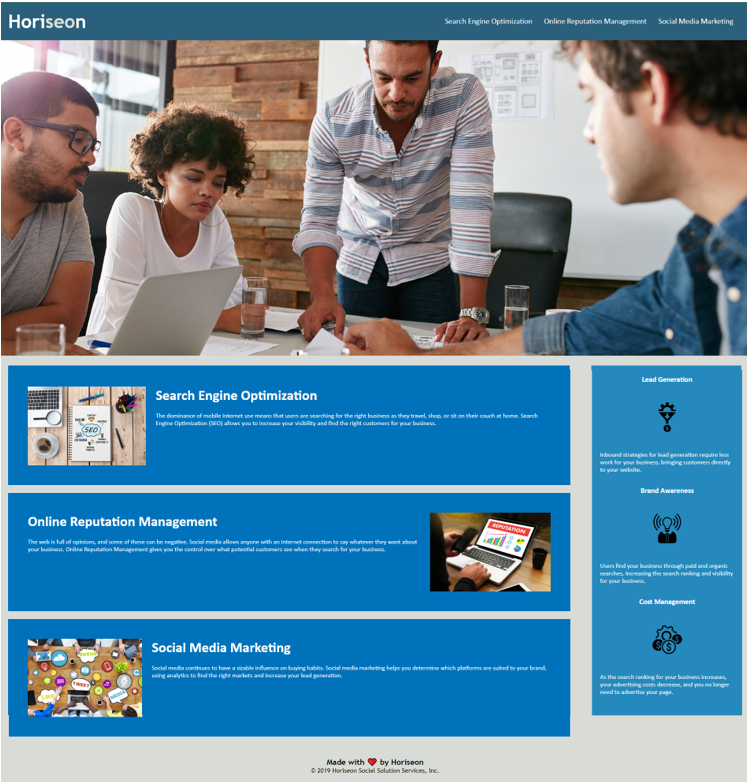 Horiseon
Search Engine Optimization Online Reputation Management Social Media Marketing
Search Engine Optimization
The dominance of mobile internet use means that users are searching for the right business as they travel, shop, or sit on their couch at home. Search
Engine Optimization (SEO) allows you to increase your visibility and find the right customers for your business.
SEO
Online Reputation Management
The web is full of opinions, and some of these can be negative. Social media allows anyone with an internet connection to say whatever they want about
your business. Online Reputation Management gives you the control over what potential customers see when they search for your business.
REPUTATION
Social Media Marketing
Social media continues to have a sizable influence on buying habits. Social media marketing helps you determine which platforms are suited to your brand,
using analytics to find the right markets and increase your lead generation.
TWEET
LIKE
MEDIA
Lead Generation
Inbound strategies for lead generation require less
work for your business, bringing customers directly
to your website.
Brand Awareness
Users find your business through paid and organic
searches, increasing the search ranking and visibility
for your business.
Cost Management
As the search ranking for your business increases,
your advertising costs decrease, and you no longer
need to advertise your page.
Made with ❤️ by Horiseon
© 2019 Horiseon Social Solution Services, Inc.